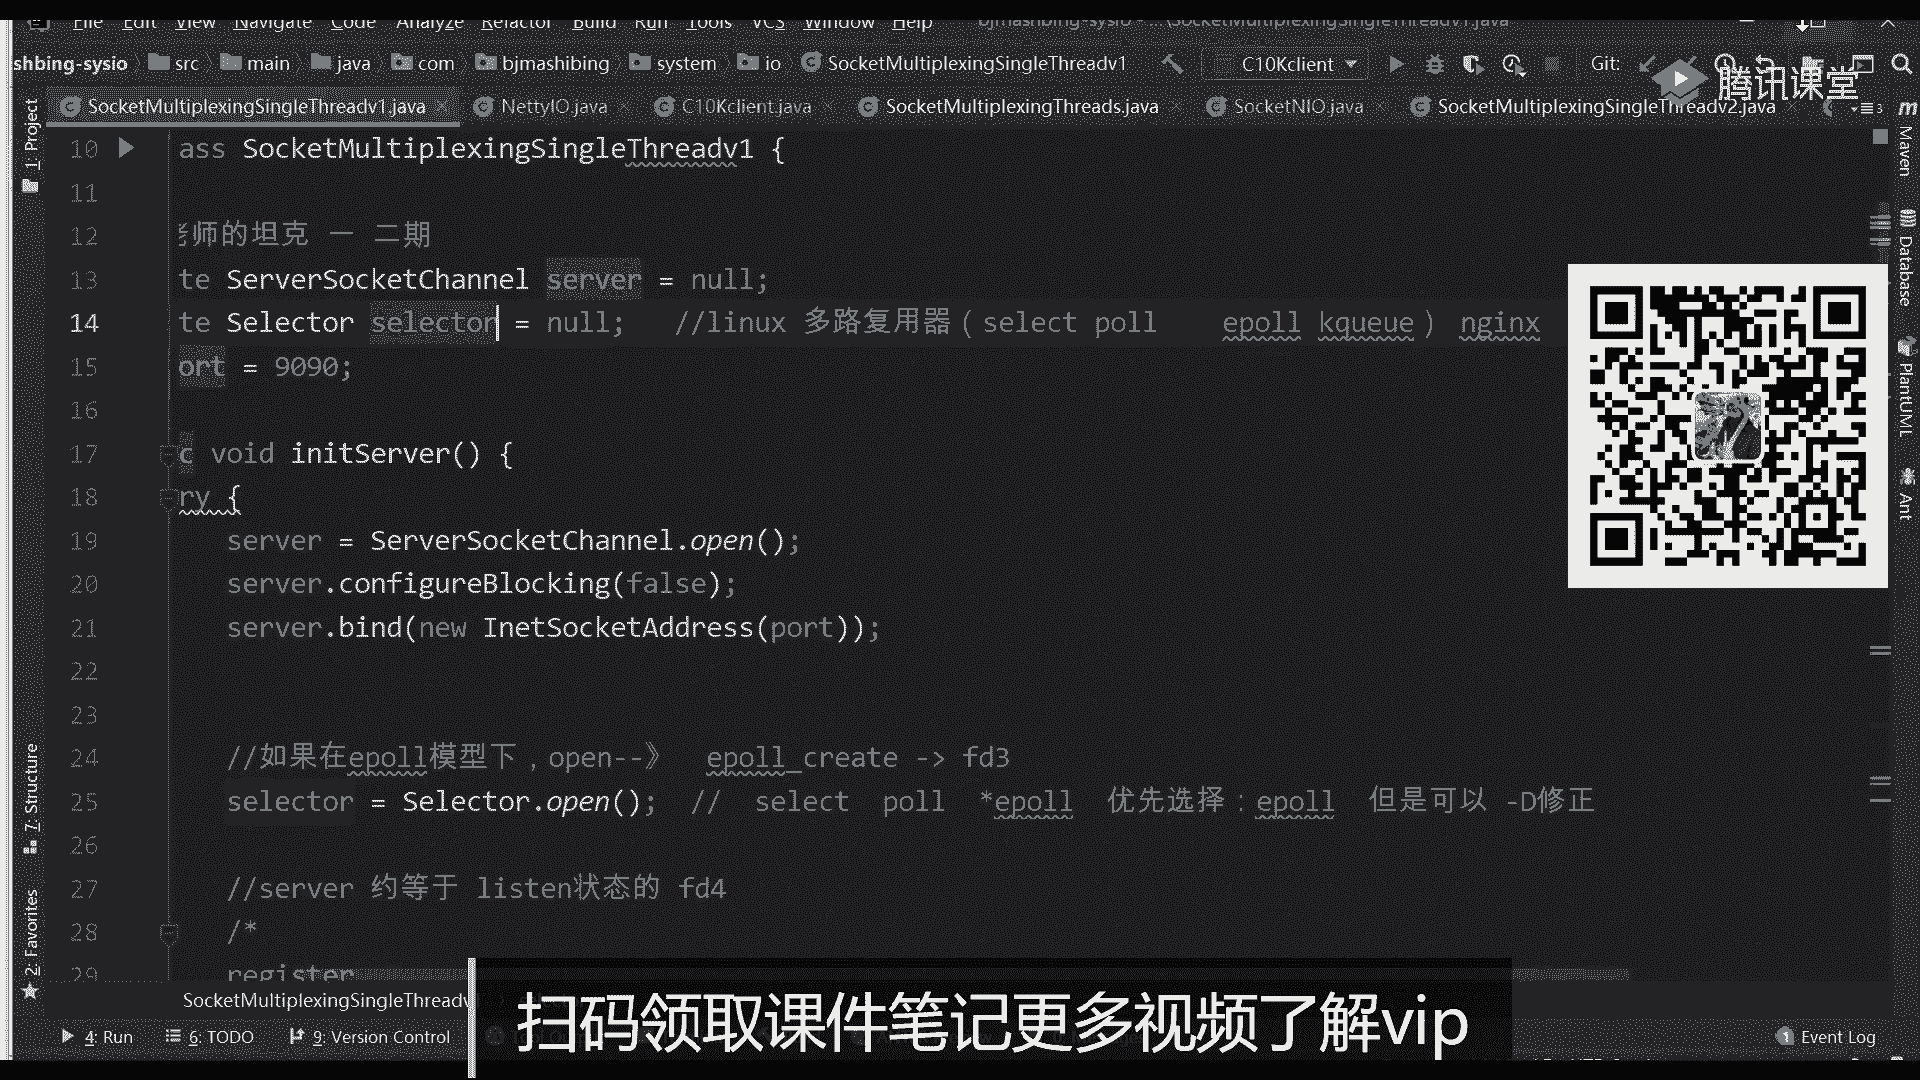 File Edit View Navigate Code Analyze Refactor Build Run Tools VCS Window Help bjmashbing-sysio - ...\SocketMultiplexingSingleThreadv1.java
shbing-sysio src main java com bjmashibing system io SocketMultiplexingSingleThreadv1 C10Kclient Git:
腾讯课堂
SocketMultiplexingSingleThreadv1.java NettyIO.java C10Kclient.java SocketMultiplexingThreads.java SocketNIO.java SocketMultiplexingSingleThreadv2.java 3
1: Project
Maven
Database
PlantUML
Ant
10 ass SocketMultiplexingSingleThreadv1 {
11
12 师的坦克 一 二期
13 te ServerSocketChannel server = null;
14 te Selector selector = null; //linux 多路复用器（select poll epoll kqueue） nginx
15 ort = 9090;
16
17 c void initServer() {
18 ry {
19 server = ServerSocketChannel.open();
20 server.configureBlocking(false);
21 server.bind(new InetSocketAddress(port));
22
23
24 //如果在epoll模型下，open--》 epoll_create -> fd3
25 selector = Selector.open(); // select poll *epoll 优先选择：epoll 但是可以 -D修正
26
27 //server 约等于 listen状态的 fd4
28 /*
29 register
7: Structure
2: Favorites
SocketMultiplexingSingleThreadv
扫码领取课件笔记更多视频了解vip
4: Run 6: TODO 9: Version Control
1 Event Log